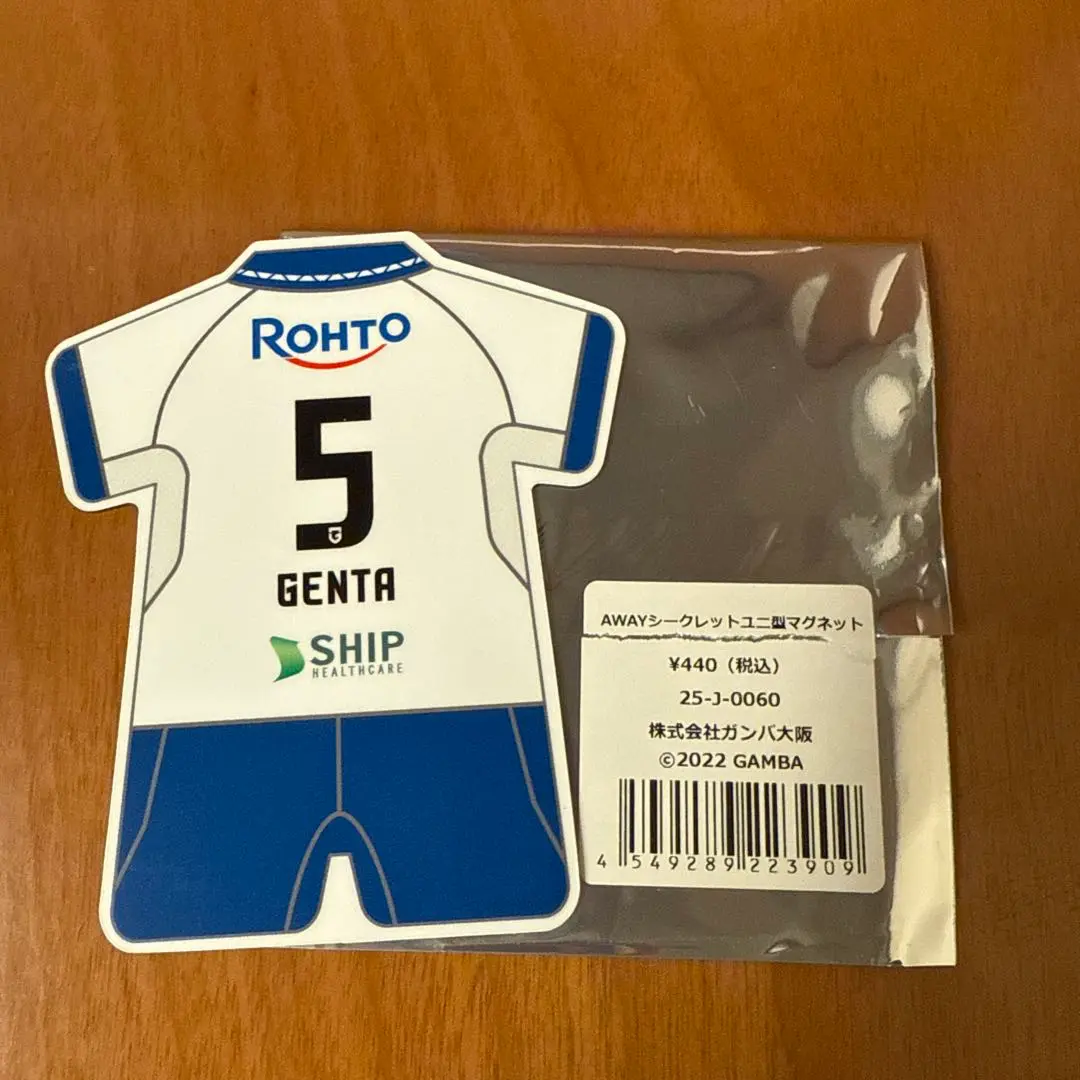 ROHTO
5
GENTA
SHIP
HEALTHCARE
AWAYシークレットユニ型マグネット
¥440（税込）
25-J-0060
株式会社ガンバ大阪
©2022 GAMBA
4 549289 223909